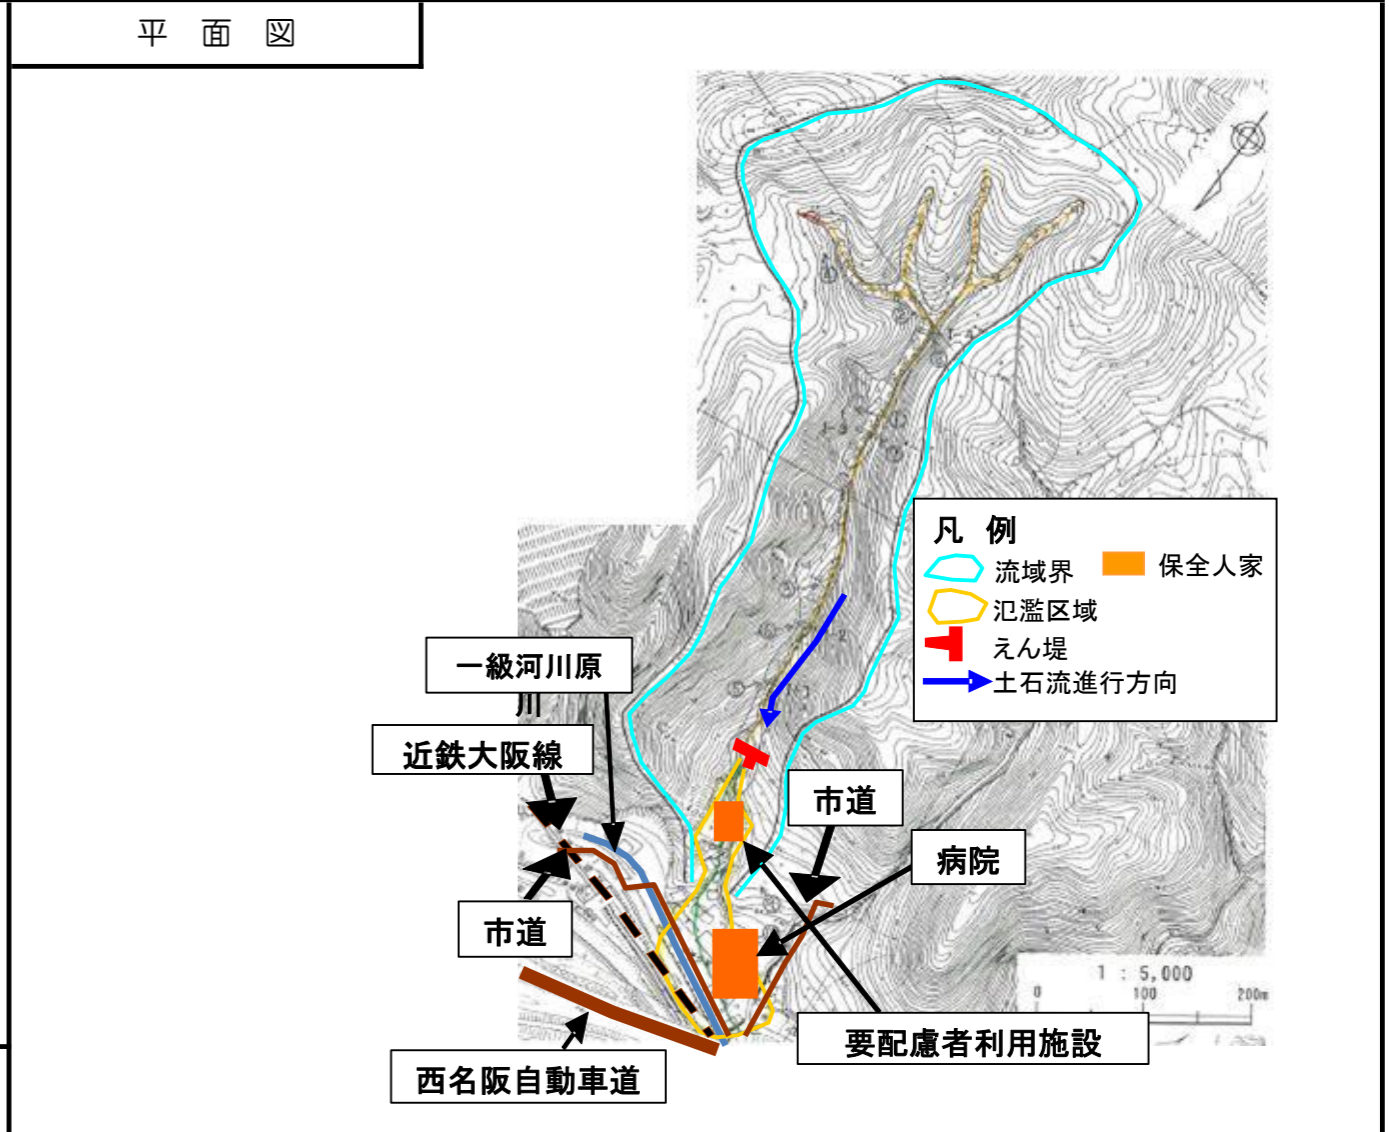 平面図
凡例
流域界
保全人家
氾濫区域
えん堤
土石流進行方向
一級河川原
川
近鉄大阪線
市道
病院
市道
1 : 5,000
0 100 200m
要配慮者利用施設
西名阪自動車道